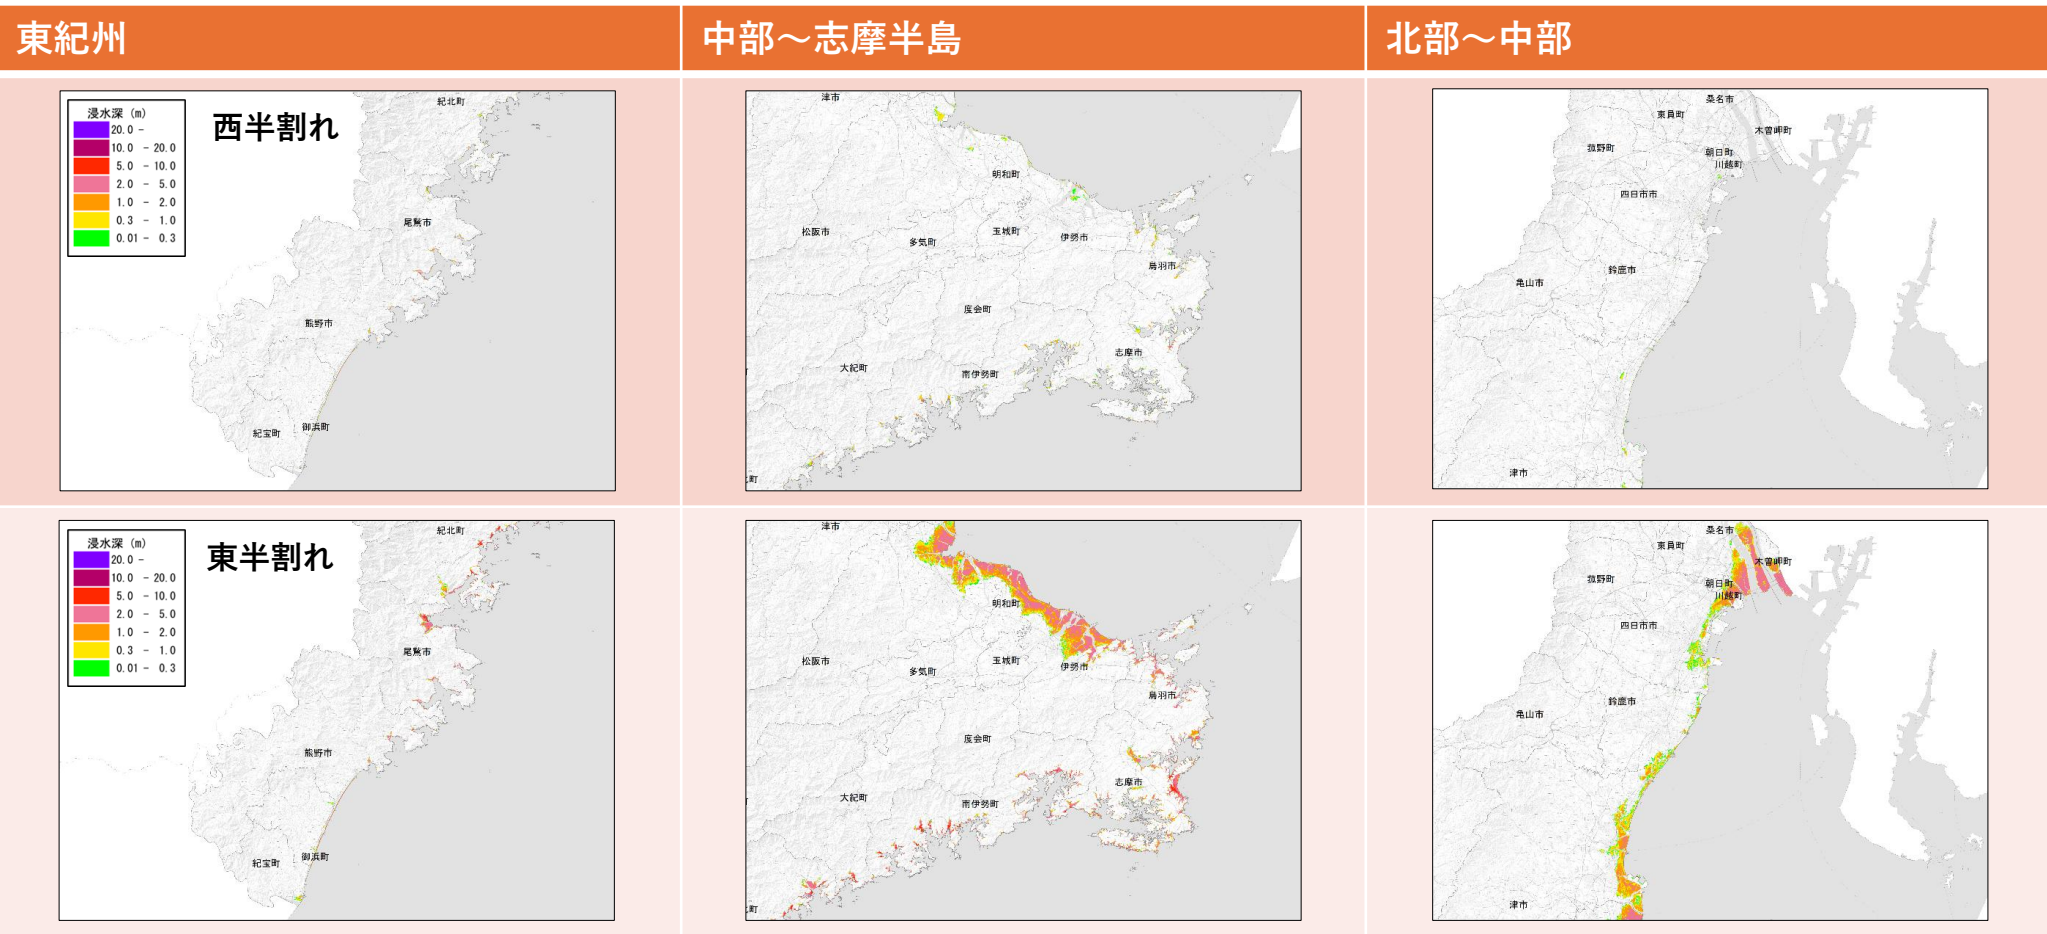 東紀州
中部～志摩半島
北部～中部
浸水深 (m)
20.0 -
10.0 - 20.0
5.0 - 10.0
2.0 - 5.0
1.0 - 2.0
0.3 - 1.0
0.01 - 0.3
西半割れ
紀北町
尾鷲市
熊野市
御浜町
紀宝町
津市
明和町
松阪市
多気町
玉城町
伊勢市
鳥羽市
度会町
志摩市
大紀町
南伊勢町
町
桑名市
東員町
木曽岬町
菰野町
朝日町
川越町
四日市市
鈴鹿市
亀山市
津市
浸水深 (m)
20.0 -
10.0 - 20.0
5.0 - 10.0
2.0 - 5.0
1.0 - 2.0
0.3 - 1.0
0.01 - 0.3
東半割れ
紀北町
尾鷲市
熊野市
御浜町
紀宝町
津市
明和町
松阪市
多気町
玉城町
伊勢市
鳥羽市
度会町
志摩市
大紀町
南伊勢町
町
桑名市
東員町
木曽岬町
菰野町
朝日町
川越町
四日市市
鈴鹿市
亀山市
津市